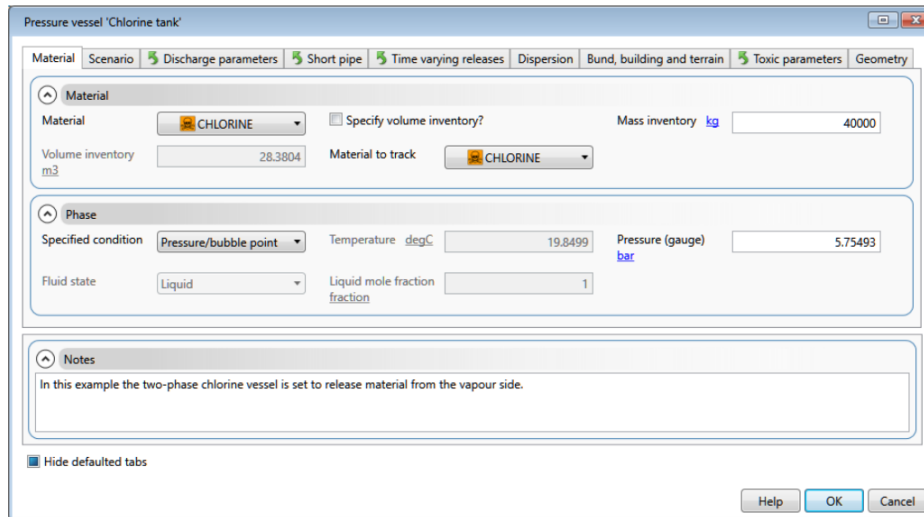 Pressure vessel 'Chlorine tank'
Material Scenario Discharge parameters Short pipe Time varying releases Dispersion Bund, building and terrain Toxic parameters Geometry
Material
Material CHLORINE Specify volume inventory? Mass inventory kg 40000
Volume inventory 28.3804 Material to track CHLORINE
m3
Phase
Specified condition Pressure/bubble point Temperature degC 19.8499 Pressure (gauge) 5.75493
bar
Fluid state Liquid Liquid mole fraction 1
fraction
Notes
In this example the two-phase chlorine vessel is set to release material from the vapour side.
Hide defaulted tabs
Help OK Cancel